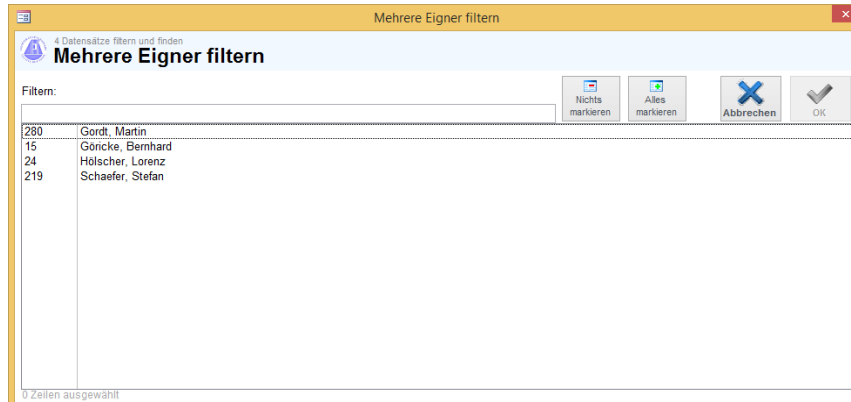 Mehrere Eigner filtern
4 Datensätze filtern und finden
Mehrere Eigner filtern
Filtern:
Nichts
markieren
Alles
markieren
Abbrechen
OK
280 Gordt, Martin
15 Göricke, Bernhard
24 Hölscher, Lorenz
219 Schaefer, Stefan
0 Zeilen ausgewählt